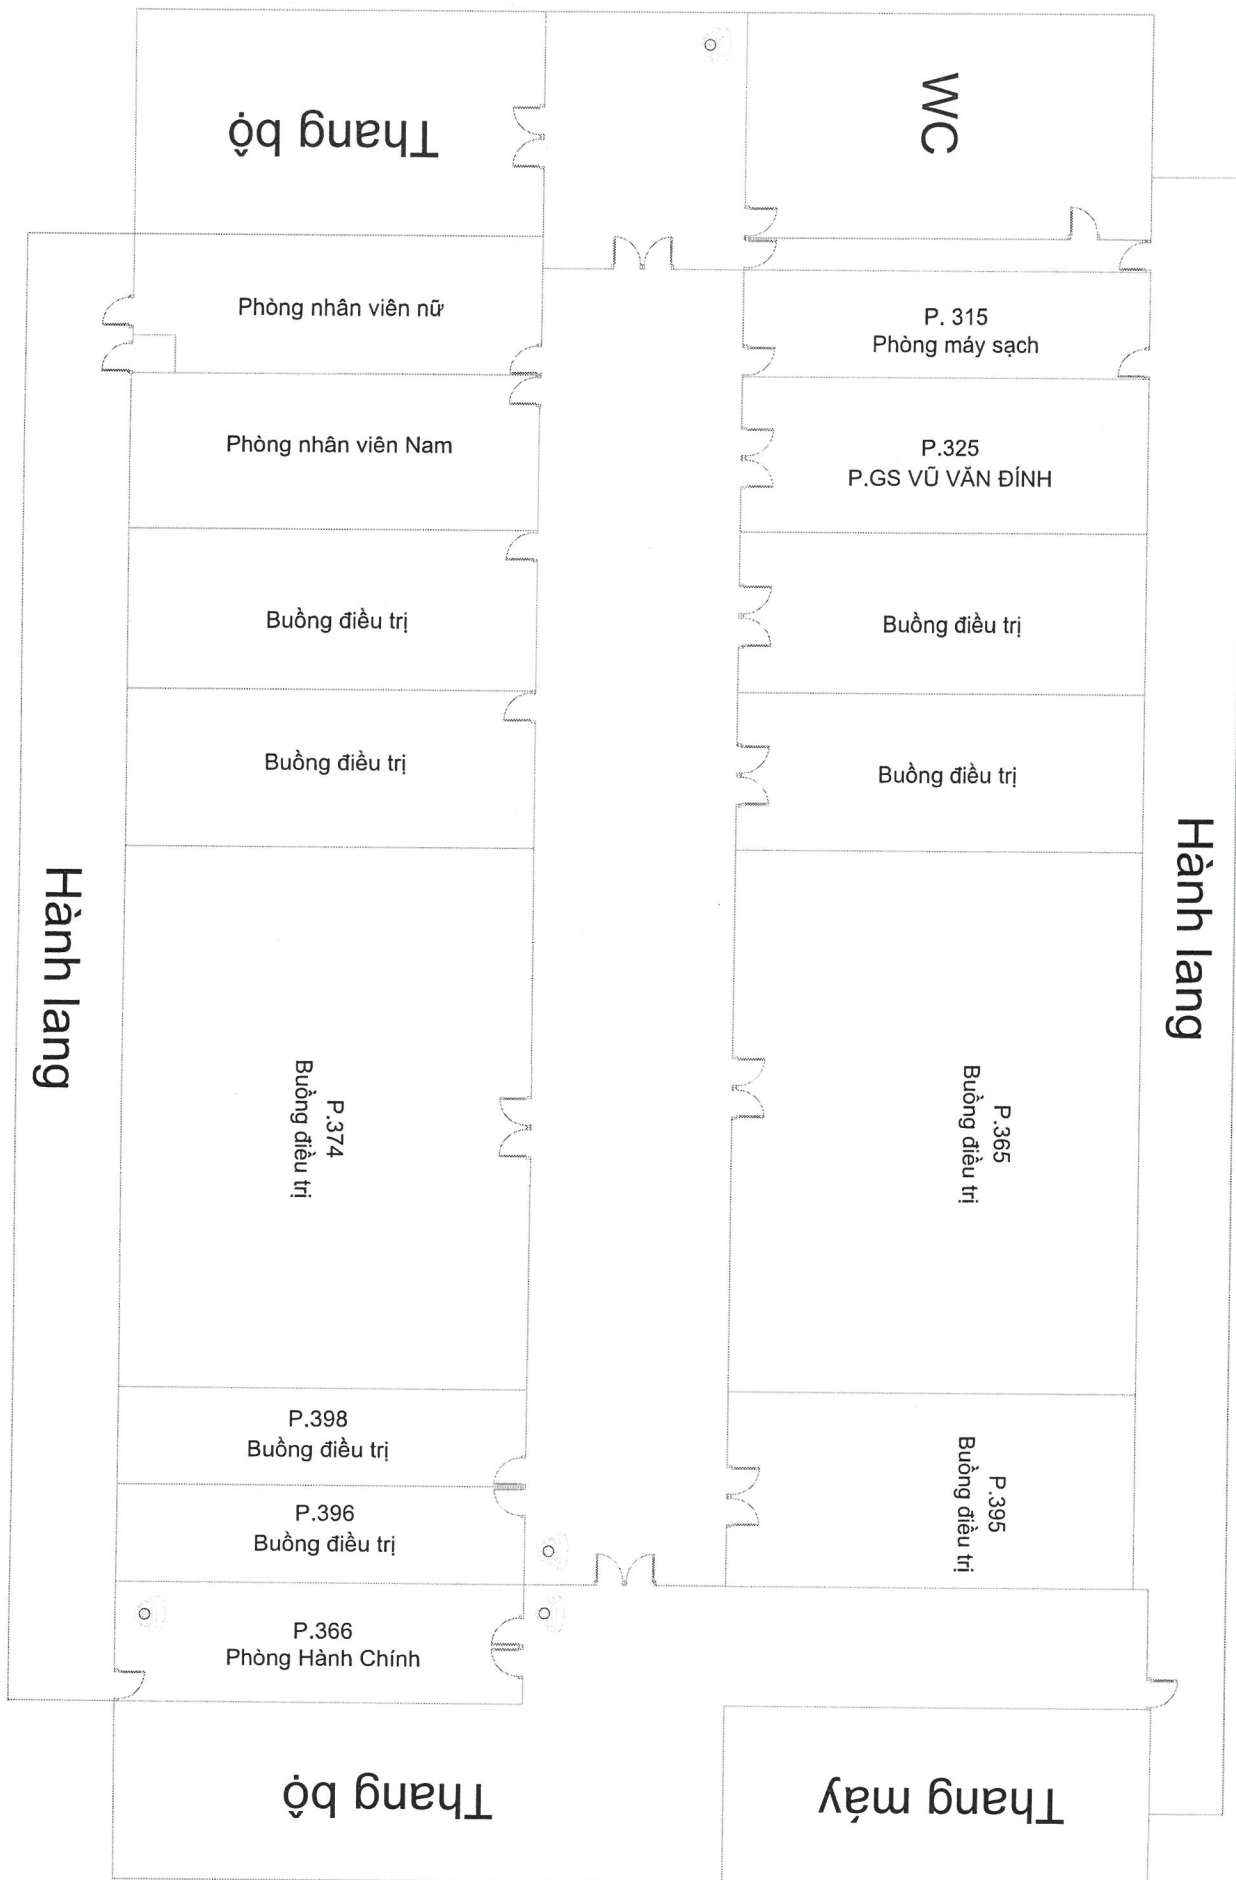 Thang bộ
WC
Phòng nhân viên nữ
P. 315
Phòng máy sạch
Phòng nhân viên Nam
P.325
P.GS VŨ VĂN ĐÍNH
Buồng điều trị
Buồng điều trị
Buồng điều trị
Buồng điều trị
Hành lang
Hành lang
P.374
Buồng điều trị
P.365
Buồng điều trị
P.398
Buồng điều trị
P.396
Buồng điều trị
P.395
Buồng điều trị
P.366
Phòng Hành Chính
Thang bộ
Thang máy